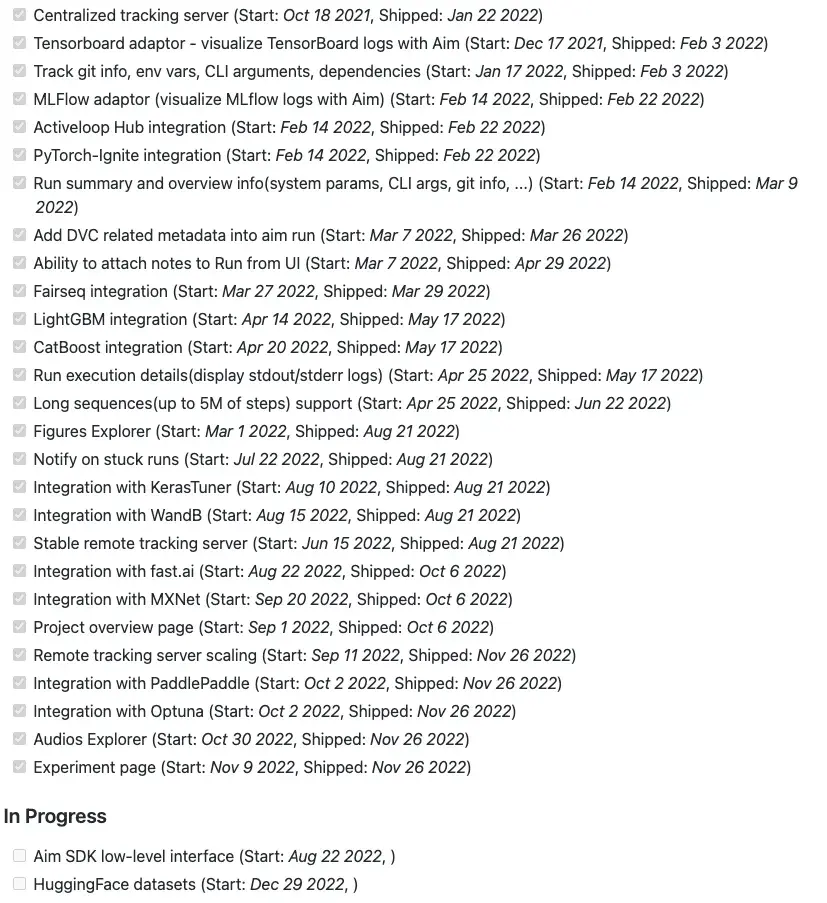 Centralized tracking server (Start: Oct 18 2021, Shipped: Jan 22 2022)
Tensorboard adaptor - visualize TensorBoard logs with Aim (Start: Dec 17 2021, Shipped: Feb 3 2022)
Track git info, env vars, CLI arguments, dependencies (Start: Jan 17 2022, Shipped: Feb 3 2022)
MLFlow adaptor (visualize MLflow logs with Aim) (Start: Feb 14 2022, Shipped: Feb 22 2022)
Activeloop Hub integration (Start: Feb 14 2022, Shipped: Feb 22 2022)
PyTorch-Ignite integration (Start: Feb 14 2022, Shipped: Feb 22 2022)
Run summary and overview info(system params, CLI args, git info, ...) (Start: Feb 14 2022, Shipped: Mar 9
2022)
Add DVC related metadata into aim run (Start: Mar 7 2022, Shipped: Mar 26 2022)
Ability to attach notes to Run from UI (Start: Mar 7 2022, Shipped: Apr 29 2022)
Fairseq integration (Start: Mar 27 2022, Shipped: Mar 29 2022)
LightGBM integration (Start: Apr 14 2022, Shipped: May 17 2022)
CatBoost integration (Start: Apr 20 2022, Shipped: May 17 2022)
Run execution details(display stdout/stderr logs) (Start: Apr 25 2022, Shipped: May 17 2022)
Long sequences(up to 5M of steps) support (Start: Apr 25 2022, Shipped: Jun 22 2022)
Figures Explorer (Start: Mar 1 2022, Shipped: Aug 21 2022)
Notify on stuck runs (Start: Jul 22 2022, Shipped: Aug 21 2022)
Integration with KerasTuner (Start: Aug 10 2022, Shipped: Aug 21 2022)
Integration with WandB (Start: Aug 15 2022, Shipped: Aug 21 2022)
Stable remote tracking server (Start: Jun 15 2022, Shipped: Aug 21 2022)
Integration with fast.ai (Start: Aug 22 2022, Shipped: Oct 6 2022)
Integration with MXNet (Start: Sep 20 2022, Shipped: Oct 6 2022)
Project overview page (Start: Sep 1 2022, Shipped: Oct 6 2022)
Remote tracking server scaling (Start: Sep 11 2022, Shipped: Nov 26 2022)
Integration with PaddlePaddle (Start: Oct 2 2022, Shipped: Nov 26 2022)
Integration with Optuna (Start: Oct 2 2022, Shipped: Nov 26 2022)
Audios Explorer (Start: Oct 30 2022, Shipped: Nov 26 2022)
Experiment page (Start: Nov 9 2022, Shipped: Nov 26 2022)
In Progress
Aim SDK low-level interface (Start: Aug 22 2022, )
HuggingFace datasets (Start: Dec 29 2022, )